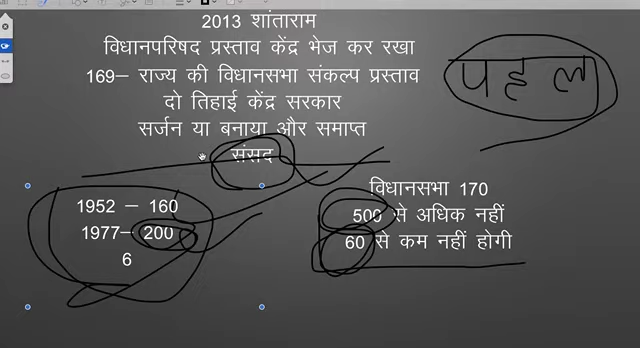 2013 शांताराम
विधानपरिषद प्रस्ताव केंद्र भेज कर रखा
169– राज्य की विधानसभा संकल्प प्रस्ताव
दो तिहाई केंद्र सरकार
सर्जन या बनाया और समाप्त
संसद
पहल
1952 – 160
1977– 200
6
विधानसभा 170
500 से अधिक नहीं
60 से कम नहीं होगी